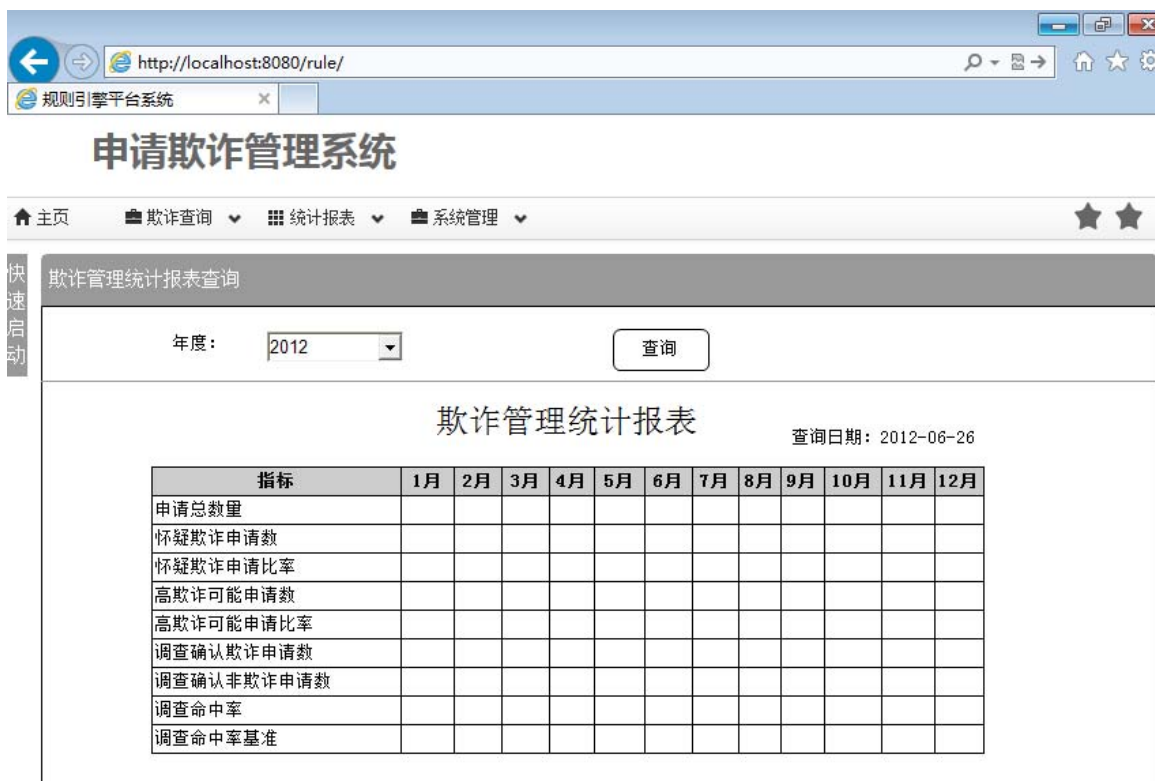 http://localhost:8080/rule/
规则引擎平台系统
申请欺诈管理系统
主页 欺诈查询 统计报表 系统管理
快速启动
欺诈管理统计报表查询
年度： 2012 查询
欺诈管理统计报表
查询日期：2012-06-26
指标 1月 2月 3月 4月 5月 6月 7月 8月 9月 10月 11月 12月
申请总数量
怀疑欺诈申请数
怀疑欺诈申请比率
高欺诈可能申请数
高欺诈可能申请比率
调查确认欺诈申请数
调查确认非欺诈申请数
调查命中率
调查命中率基准